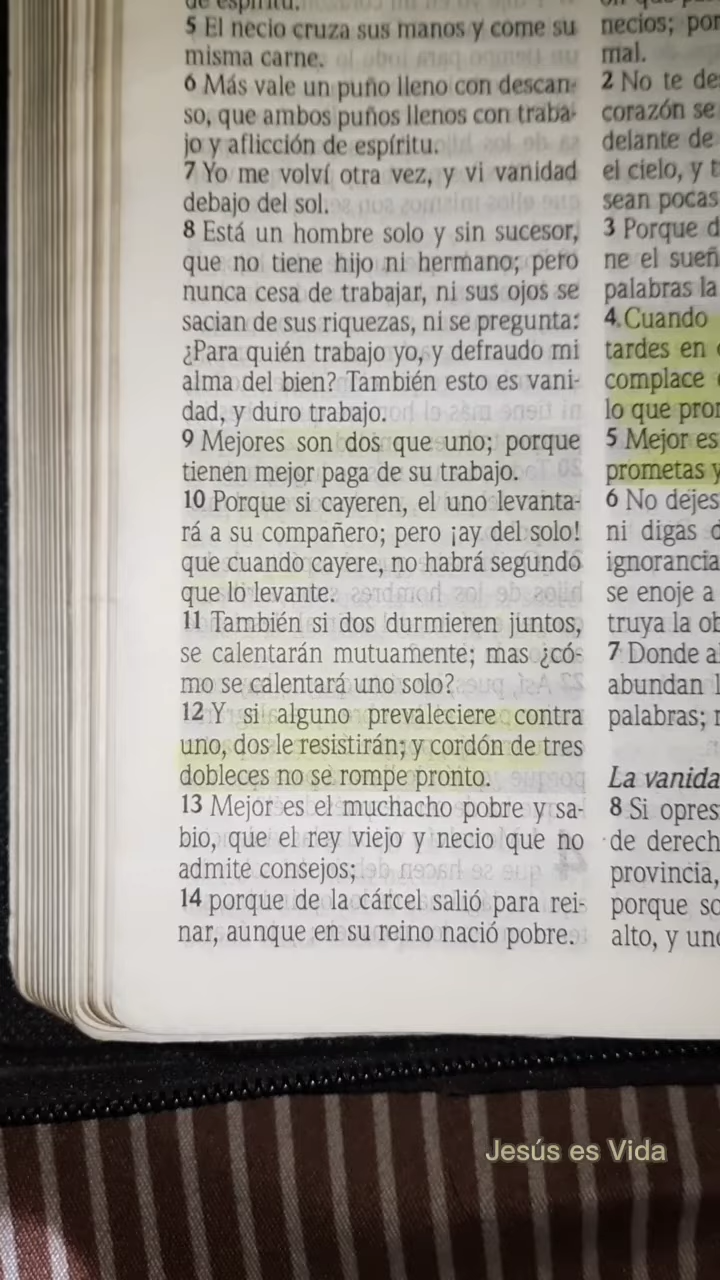 de espíritu.
5 El necio cruza sus manos y come su
misma carne.
6 Más vale un puño lleno con descan-
so, que ambos puños llenos con traba-
jo y aflicción de espíritu.
7 Yo me volví otra vez, y vi vanidad
debajo del sol.
8 Está un hombre solo y sin sucesor,
que no tiene hijo ni hermano; pero
nunca cesa de trabajar, ni sus ojos se
sacian de sus riquezas, ni se pregunta:
¿Para quién trabajo yo, y defraudo mi
alma del bien? También esto es vani-
dad, y duro trabajo.
9 Mejores son dos que uno; porque
tienen mejor paga de su trabajo.
10 Porque si cayeren, el uno levanta-
rá a su compañero; pero ¡ay del solo!
que cuando cayere, no habrá segundo
que lo levante.
11 También si dos durmieren juntos,
se calentarán mutuamente; mas ¿có-
mo se calentará uno solo?
12 Y si alguno prevaleciere contra
uno, dos le resistirán; y cordón de tres
dobleces no se rompe pronto.
13 Mejor es el muchacho pobre y sa-
bio, que el rey viejo y necio que no
admite consejos;
14 porque de la cárcel salió para rei-
nar, aunque en su reino nació pobre.
necios; por
mal.
2 No te de
corazón se
delante de
el cielo, y t
sean pocas
3 Porque d
ne el sueñ
palabras la
4 Cuando
tardes en
complace
lo que pro
5 Mejor es
prometas y
6 No dejes
ni digas d
ignorancia
se enoje a
truya la ob
7 Donde a
abundan l
palabras;
La vanida
8 Si opres
de derech
provincia,
porque so
alto, y uno
Jesús es Vida